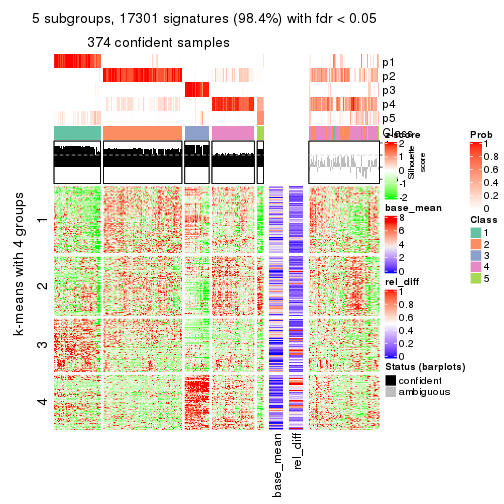 5 subgroups, 17301 signatures (98.4%) with fdr < 0.05
374 confident samples
p1
p2
p3
p4
p5
Class
z-score
2
1
0
-1
-2
Silhouette
score
base_mean
8
6
4
2
0
rel_diff
1
0.8
0.6
0.4
0.2
0
Status (barplots)
confident
ambiguous
Prob
1
0.8
0.6
0.4
0.2
0
Class
1
2
3
4
5
k-means with 4 groups
1
2
3
4
base_mean
rel_diff